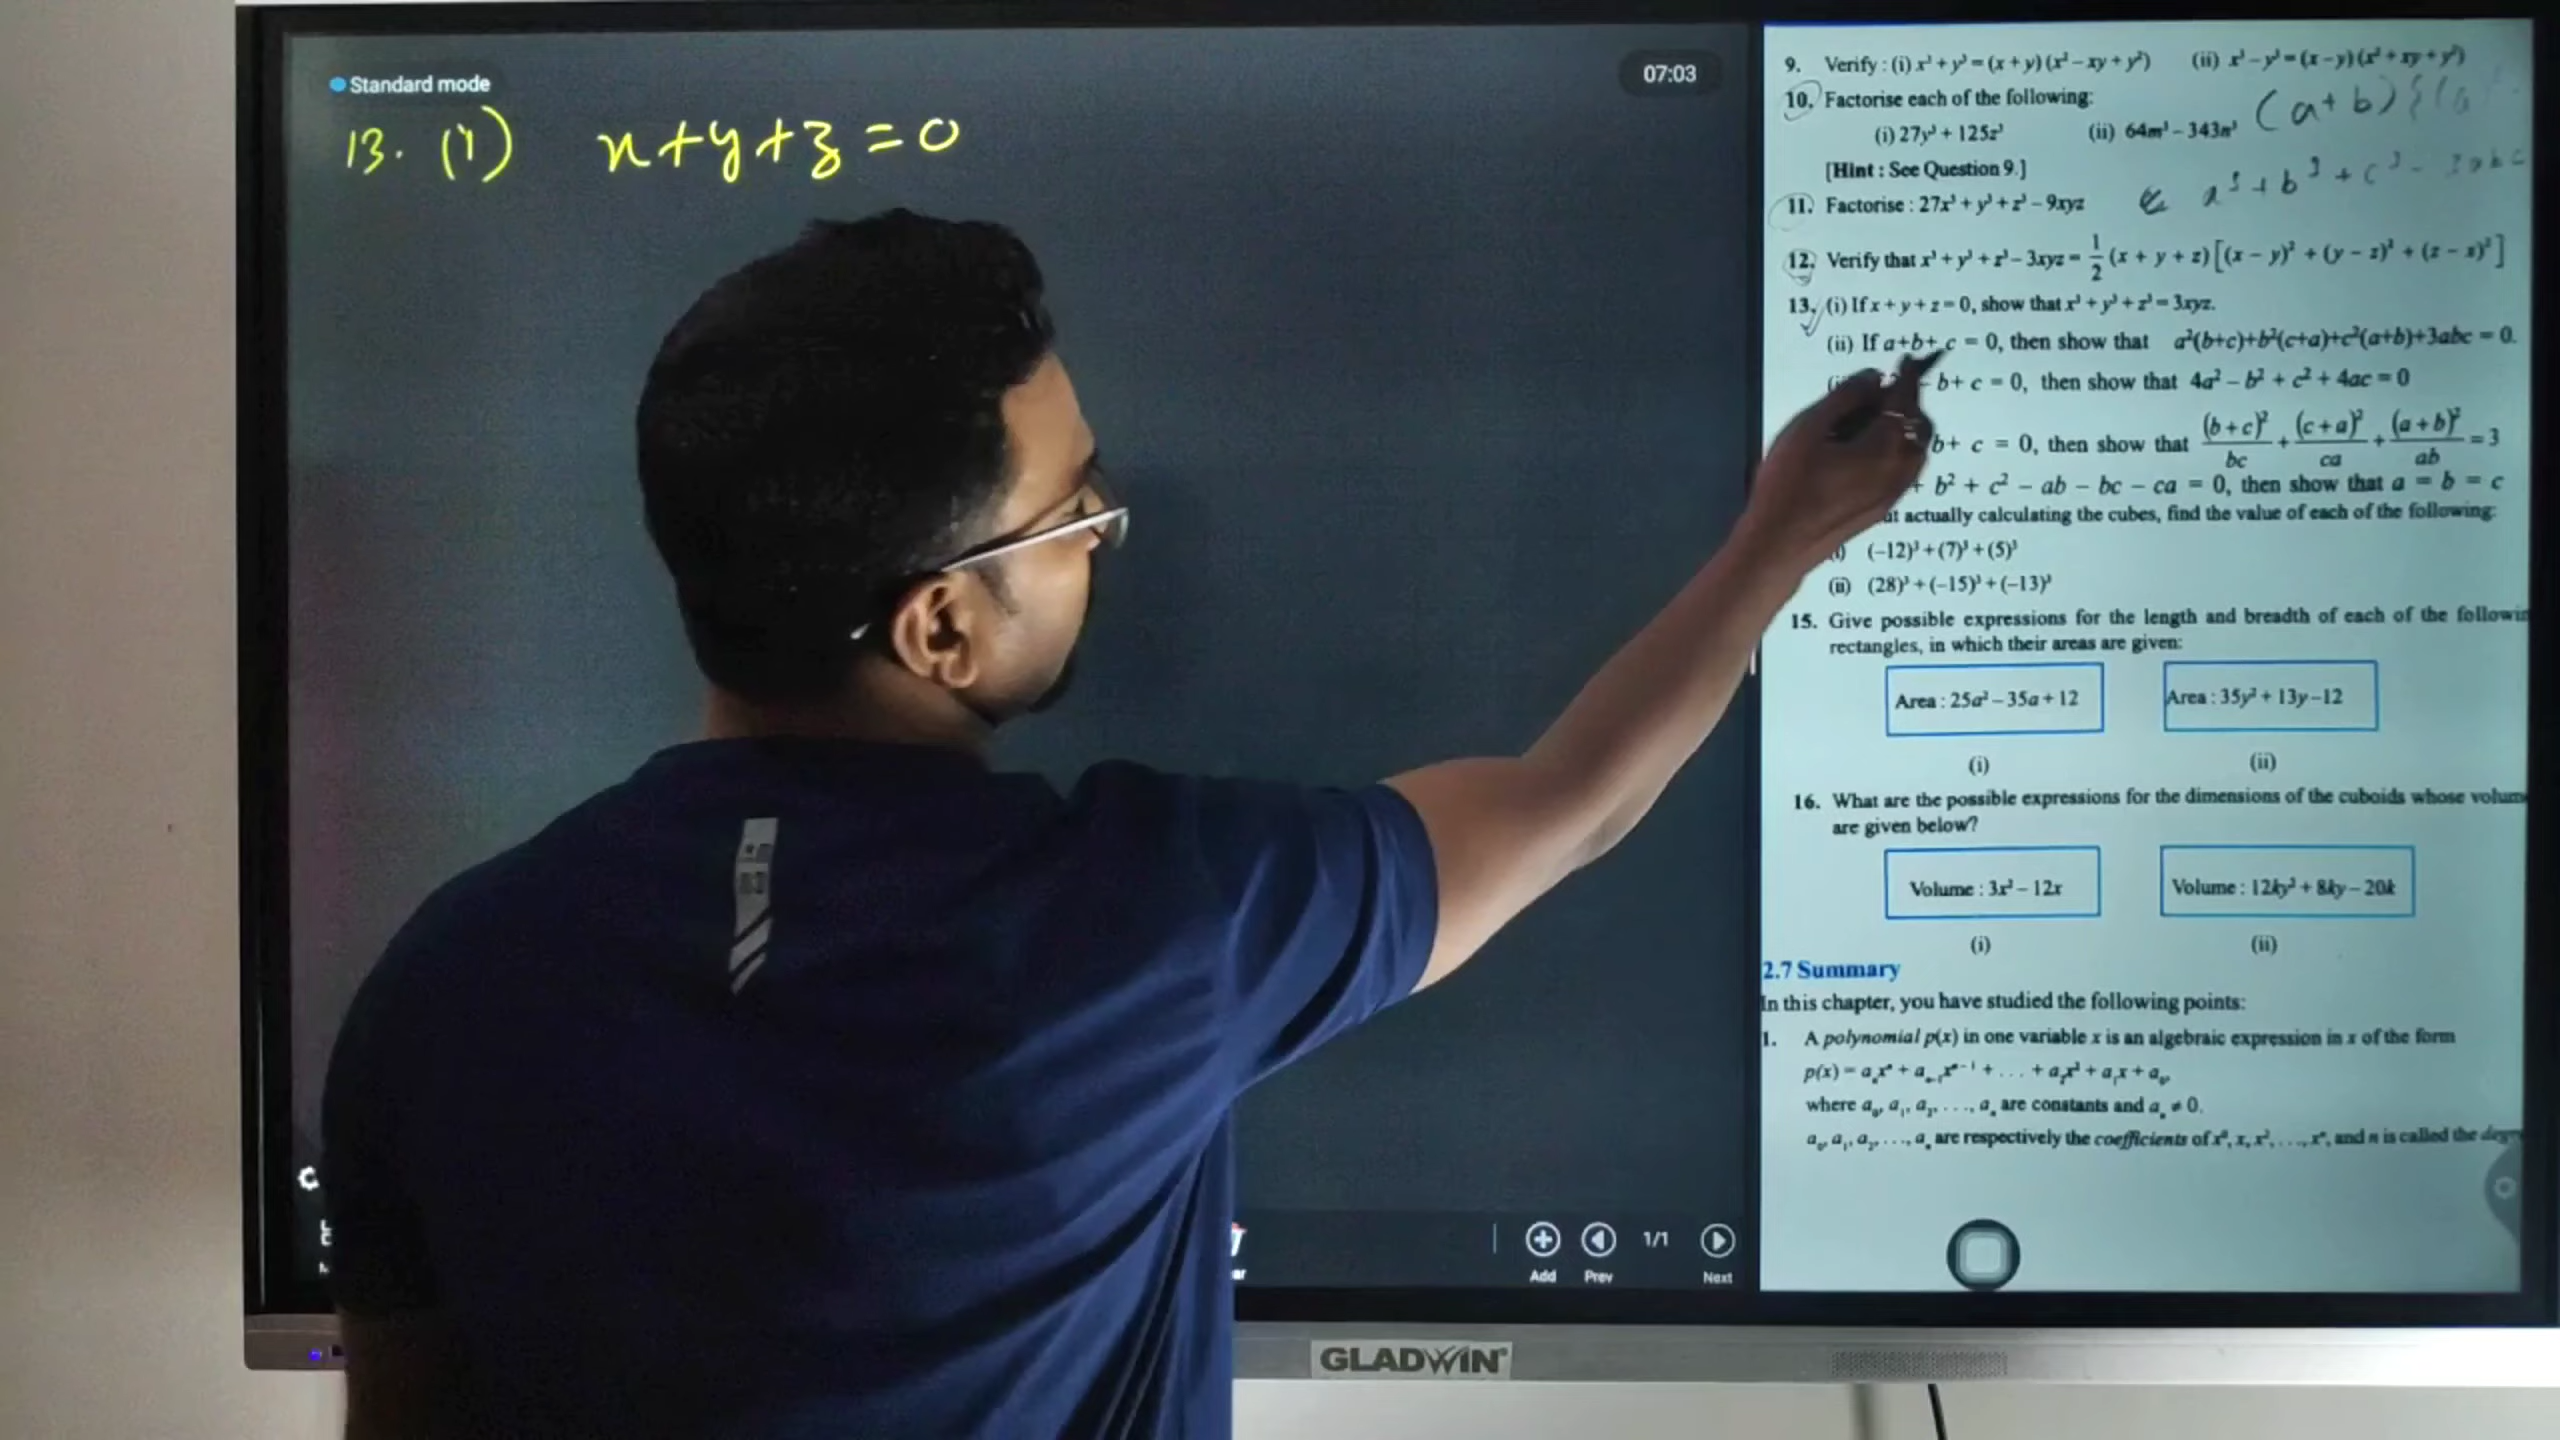 Standard mode
07:03
13. (i) x+y+z=0
9. Verify : (i) x³ + y³ = (x + y) (x² – xy + y²) (ii) x³ – y³ = (x – y) (x² + xy + y²)
10. Factorise each of the following:
(a+b){(a
(i) 27y³ + 125z³ (ii) 64m³ – 343n³
[Hint : See Question 9.]
a³ + b³ + c³ - 3abc
11. Factorise : 27x³ + y³ + z³ – 9xyz
12. Verify that x³ + y³ + z³ – 3xyz = 1/2 (x + y + z) [(x – y)² + (y – z)² + (z – x)²]
13. (i) If x + y + z = 0, show that x³ + y³ + z³ = 3xyz.
(ii) If a+b+ c = 0, then show that a²(b+c)+b²(c+a)+c²(a+b)+3abc = 0.
b+ c = 0, then show that 4a² – b² + c² + 4ac = 0
b+ c = 0, then show that (b+c)²/bc + (c+a)²/ca + (a+b)²/ab = 3
+ b² + c² – ab – bc – ca = 0, then show that a = b = c
actually calculating the cubes, find the value of each of the following:
(i) (–12)³ + (7)³ + (5)³
(ii) (28)³ + (–15)³ + (–13)³
15. Give possible expressions for the length and breadth of each of the followin
rectangles, in which their areas are given:
Area : 25a² – 35a + 12 Area : 35y² + 13y –12
(i) (ii)
16. What are the possible expressions for the dimensions of the cuboids whose volum
are given below?
Volume : 3x² – 12x Volume : 12ky² + 8ky – 20k
(i) (ii)
2.7 Summary
In this chapter, you have studied the following points:
1. A polynomial p(x) in one variable x is an algebraic expression in x of the form
p(x) = aₙxⁿ + aₙ₋₁xⁿ⁻¹ + . . . + a₂x² + a₁x + a₀,
where a₀, a₁, a₂, . . ., aₙ are constants and aₙ ≠ 0.
a₀, a₁, a₂, . . ., aₙ are respectively the coefficients of x⁰, x, x², . . ., xⁿ, and n is called the degre
1/1
Add Prev Next
GLADWIN